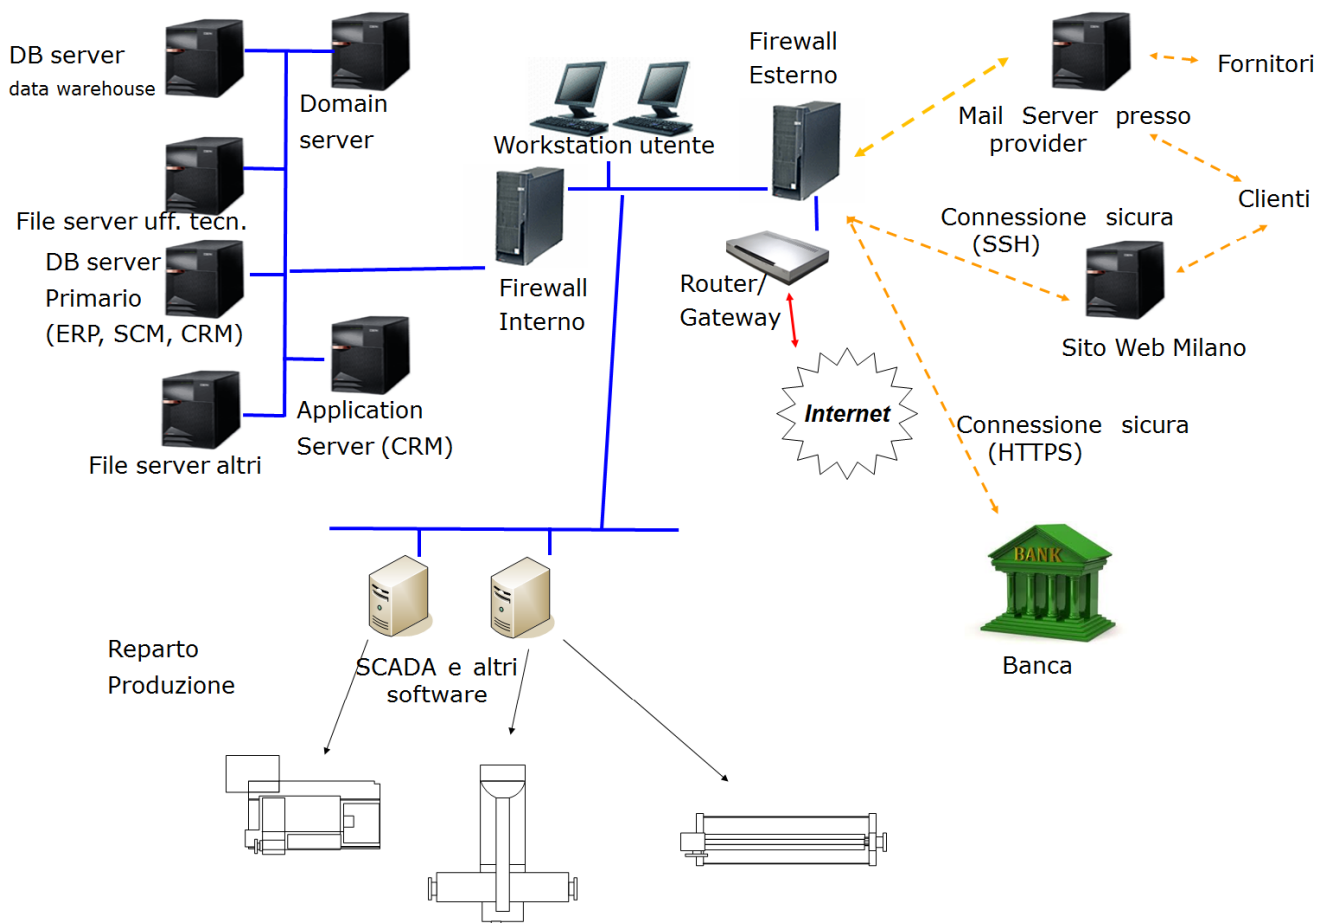 DB server
data warehouse
Domain
server
Firewall
Esterno
Workstation utente
Mail Server presso
provider
Fornitori
Clienti
File server uff. tecn.
DB server
Primario
(ERP, SCM, CRM)
Firewall
Interno
Router/
Gateway
Connessione sicura
(SSH)
Sito Web Milano
Internet
Application
Server (CRM)
File server altri
Connessione sicura
(HTTPS)
BANK
Banca
Reparto
Produzione
SCADA e altri
software